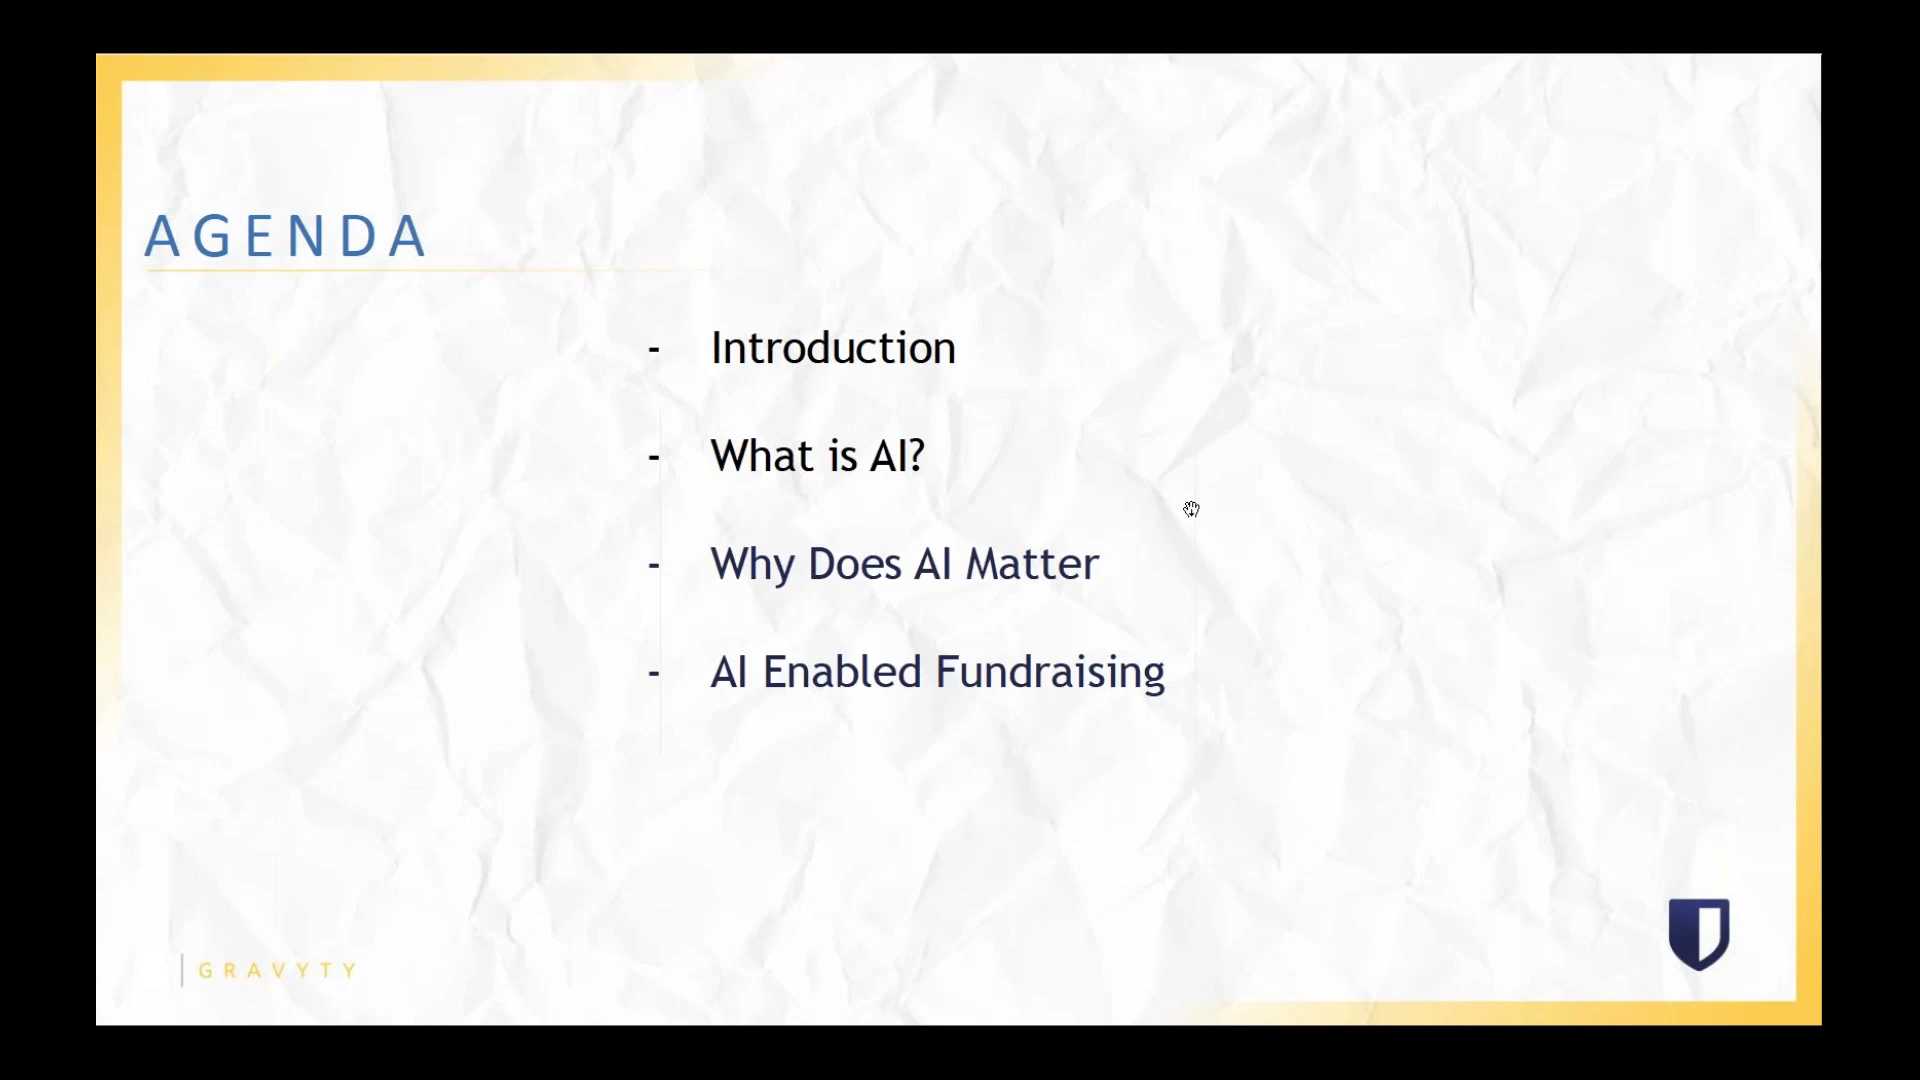 AGENDA
- Introduction
- What is AI?
- Why Does AI Matter
- AI Enabled Fundraising
GRAVYTY